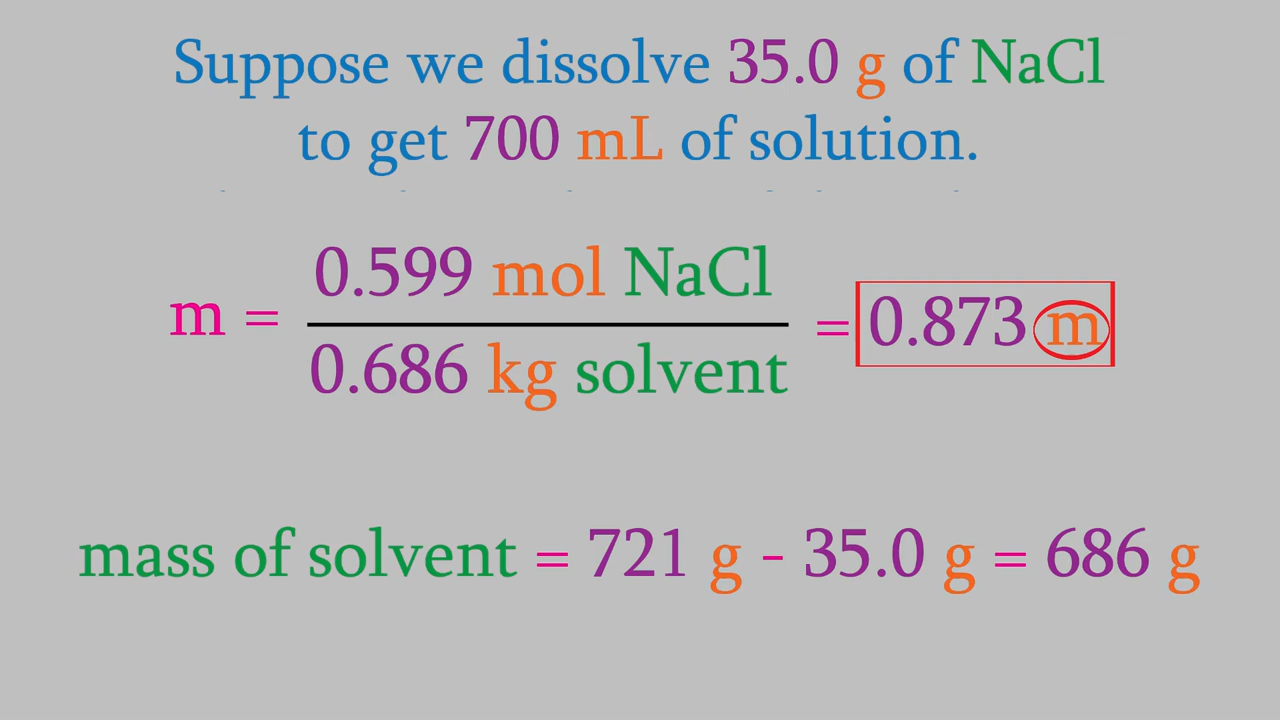 Suppose we dissolve 35.0 g of NaCl
to get 700 mL of solution.
m = 0.599 mol NaCl / 0.686 kg solvent = 0.873 m
mass of solvent = 721 g - 35.0 g = 686 g